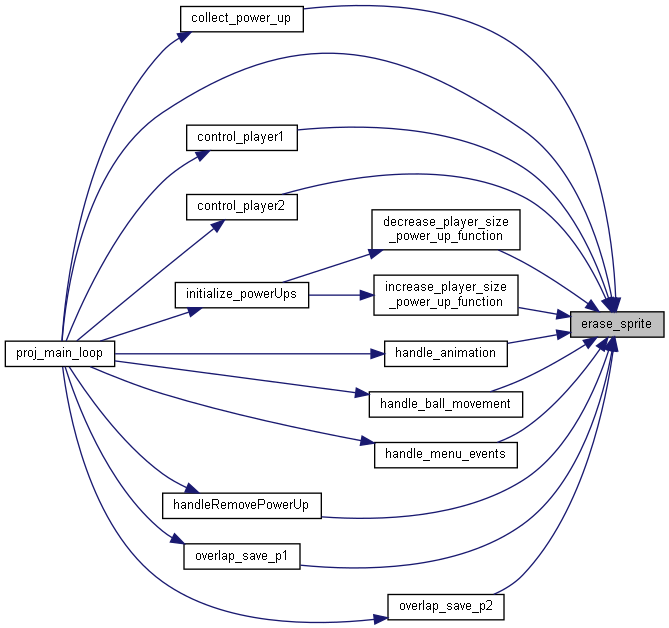 collect_power_up
control_player1
control_player2
decrease_player_size
_power_up_function
initialize_powerUps
increase_player_size
_power_up_function
erase_sprite
proj_main_loop
handle_animation
handle_ball_movement
handle_menu_events
handleRemovePowerUp
overlap_save_p1
overlap_save_p2